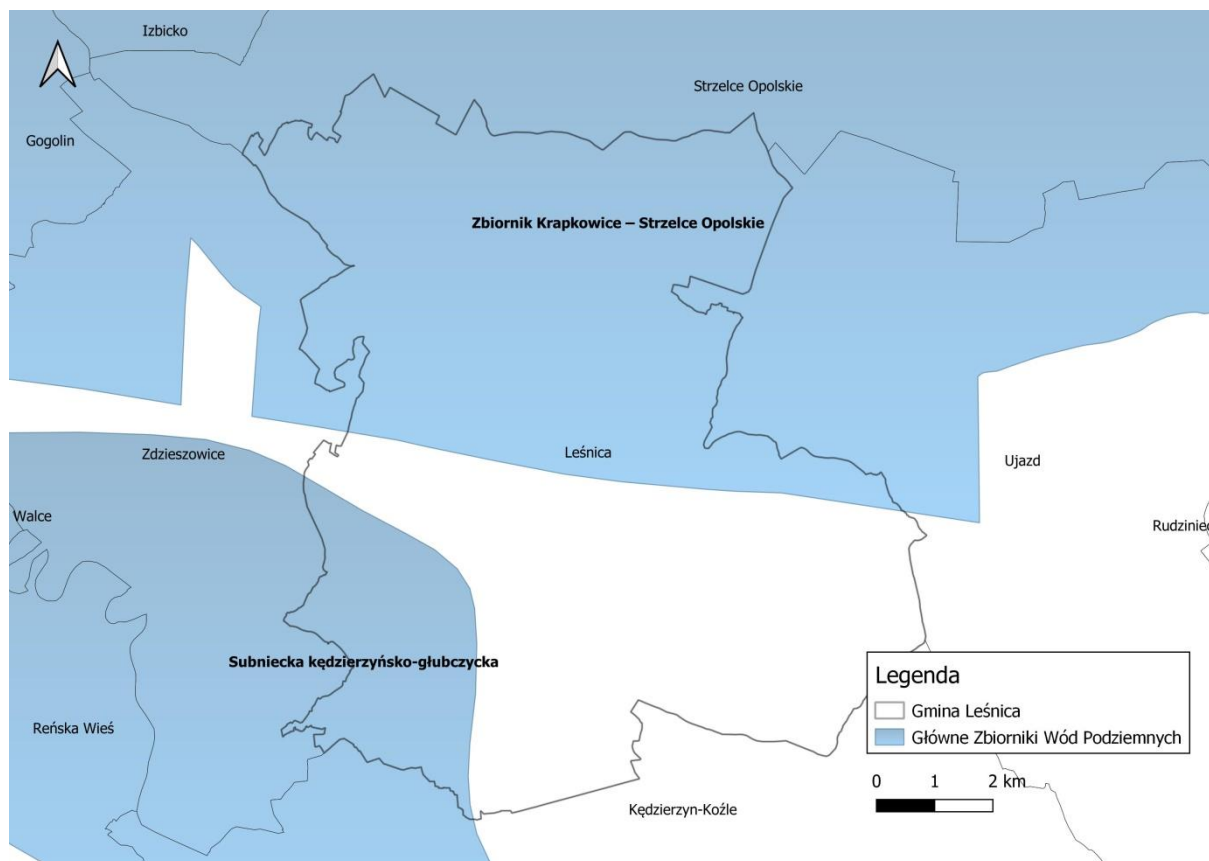 Izbicko
Strzelce Opolskie
Gogolin
Zbiornik Krapkowice – Strzelce Opolskie
Zdzieszowice
Leśnica
Ujazd
Walce
Rudziniec
Subniecka kędzierzyńsko-głubczycka
Reńska Wieś
Kędzierzyn-Koźle
Legenda
Gmina Leśnica
Główne Zbiorniki Wód Podziemnych
0 1 2 km